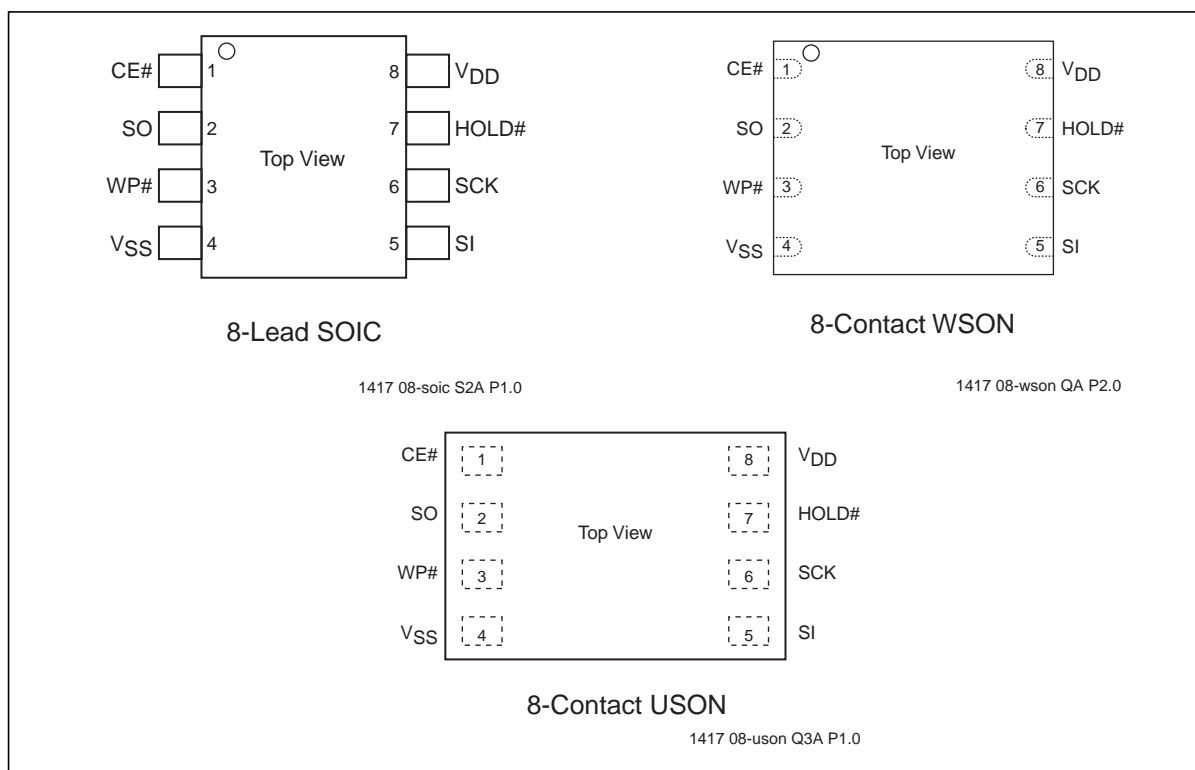 CE# 1 8 VDD
SO 2 7 HOLD#
Top View
WP# 3 6 SCK
VSS 4 5 SI
8-Lead SOIC
1417 08-soic S2A P1.0
CE# 1 8 VDD
SO 2 7 HOLD#
Top View
WP# 3 6 SCK
VSS 4 5 SI
8-Contact WSON
1417 08-wson QA P2.0
CE# 1 8 VDD
SO 2 7 HOLD#
Top View
WP# 3 6 SCK
VSS 4 5 SI
8-Contact USON
1417 08-uson Q3A P1.0